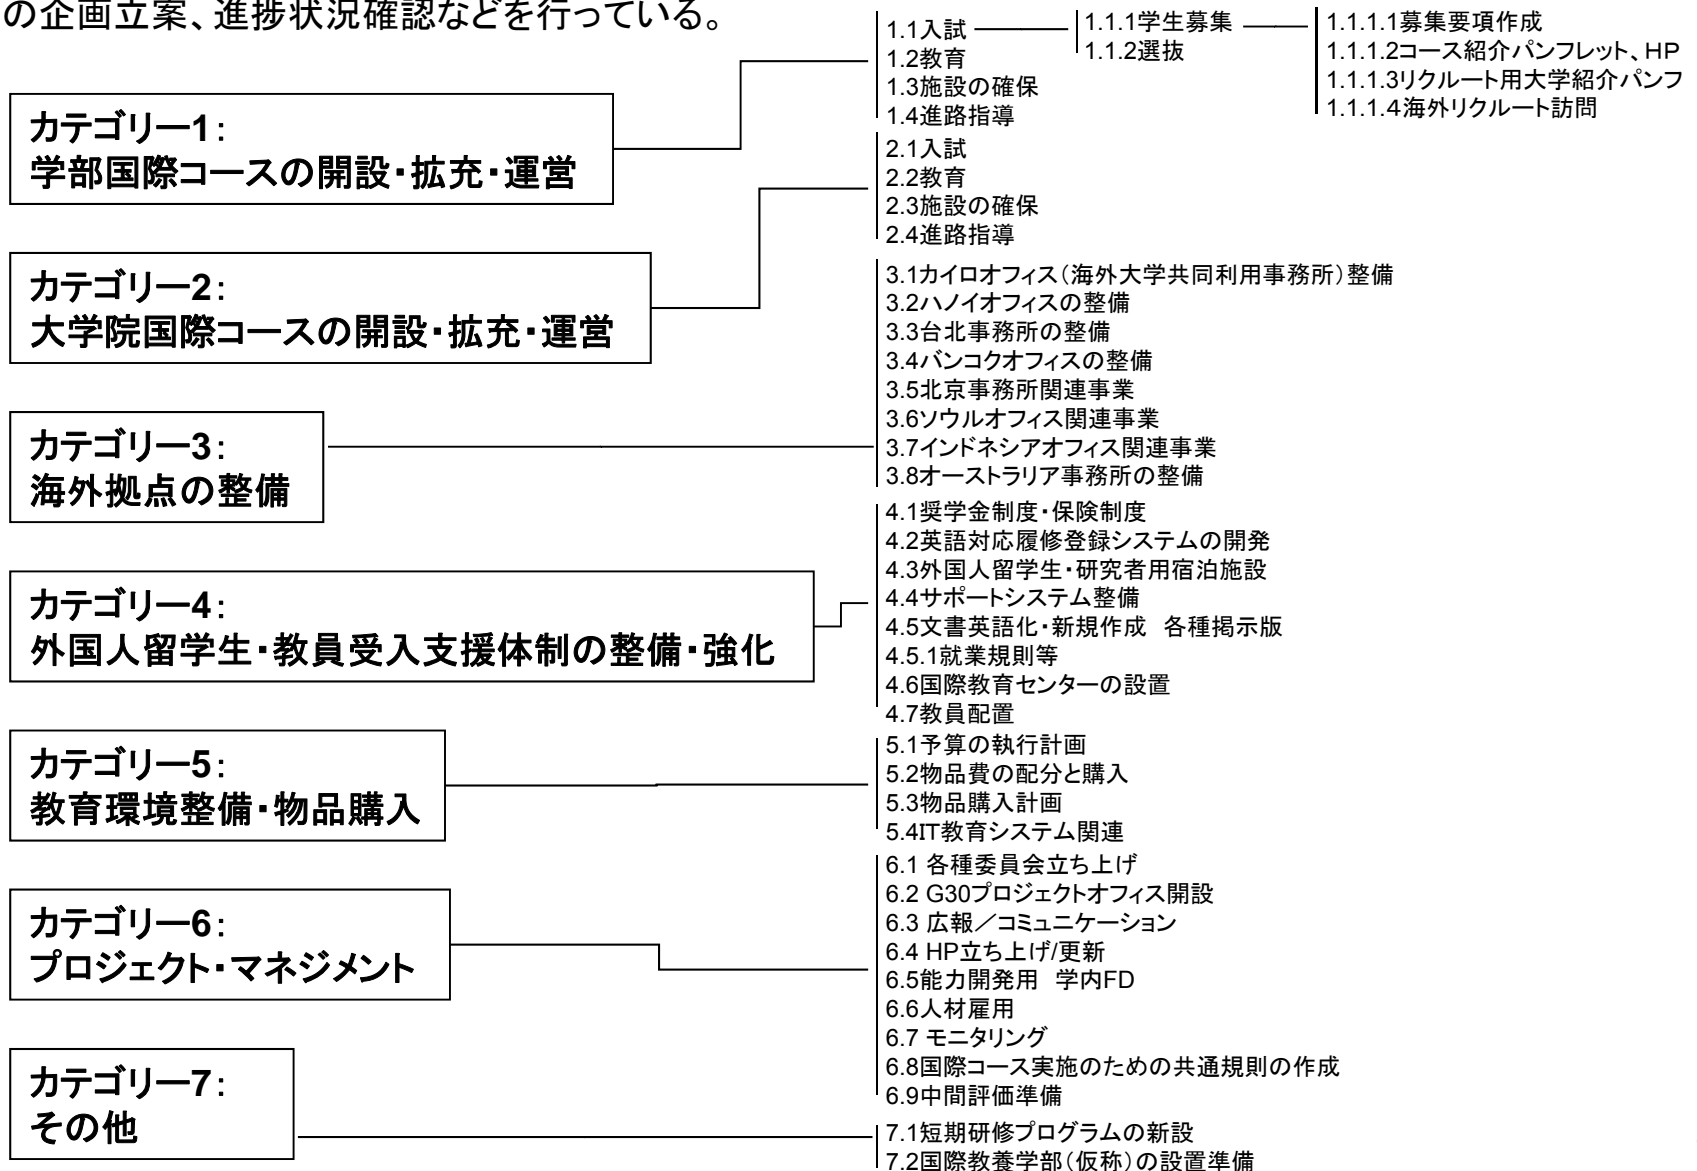 の企画立案、進捗状況確認などを行っている。
カテゴリー1:
学部国際コースの開設・拡充・運営
1.1入試
1.2教育
1.3施設の確保
1.4進路指導
1.1.1学生募集
1.1.2選抜
1.1.1.1募集要項作成
1.1.1.2コース紹介パンフレット、HP
1.1.1.3リクルート用大学紹介パンフ
1.1.1.4海外リクルート訪問
カテゴリー2:
大学院国際コースの開設・拡充・運営
2.1入試
2.2教育
2.3施設の確保
2.4進路指導
カテゴリー3:
海外拠点の整備
3.1カイロオフィス(海外大学共同利用事務所)整備
3.2ハノイオフィスの整備
3.3台北事務所の整備
3.4バンコクオフィスの整備
3.5北京事務所関連事業
3.6ソウルオフィス関連事業
3.7インドネシアオフィス関連事業
3.8オーストラリア事務所の整備
カテゴリー4:
外国人留学生・教員受入支援体制の整備・強化
4.1奨学金制度・保険制度
4.2英語対応履修登録システムの開発
4.3外国人留学生・研究者用宿泊施設
4.4サポートシステム整備
4.5文書英語化・新規作成 各種掲示版
4.5.1就業規則等
4.6国際教育センターの設置
4.7教員配置
カテゴリー5:
教育環境整備・物品購入
5.1予算の執行計画
5.2物品費の配分と購入
5.3物品購入計画
5.4IT教育システム関連
カテゴリー6:
プロジェクト・マネジメント
6.1 各種委員会立ち上げ
6.2 G30プロジェクトオフィス開設
6.3 広報/コミュニケーション
6.4 HP立ち上げ/更新
6.5能力開発用 学内FD
6.6人材雇用
6.7 モニタリング
6.8国際コース実施のための共通規則の作成
6.9中間評価準備
カテゴリー7:
その他
7.1短期研修プログラムの新設
7.2国際教養学部(仮称)の設置準備